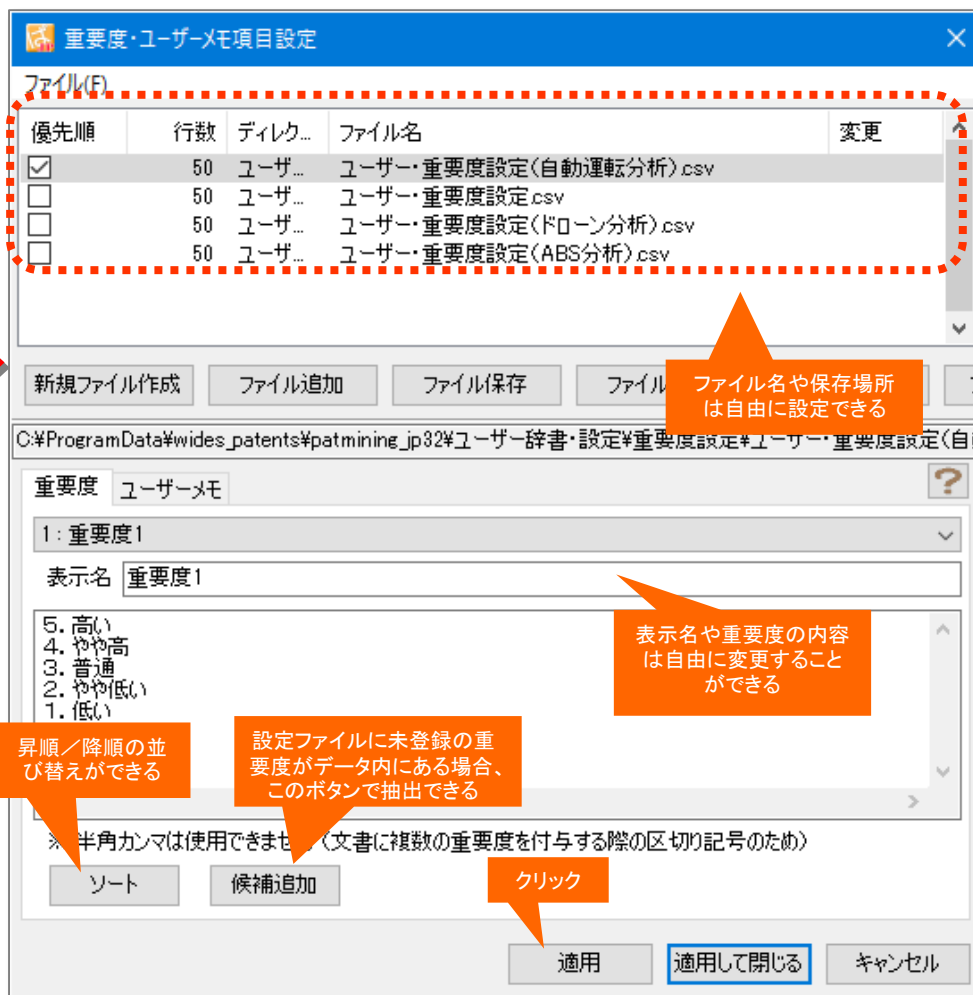 重要度・ユーザーメモ項目設定
ファイル(F)
優先順 行数 ディレク... ファイル名 変更
50 ユーザ... ユーザー・重要度設定(自動運転分析).csv
50 ユーザ... ユーザー・重要度設定.csv
50 ユーザ... ユーザー・重要度設定(ドローン分析).csv
50 ユーザ... ユーザー・重要度設定(ABS分析).csv
新規ファイル作成 ファイル追加 ファイル保存 ファイル
ファイル名や保存場所
は自由に設定できる
C:¥ProgramData¥wides_patents¥patmining_jp32¥ユーザー辞書・設定¥重要度設定¥ユーザー・重要度設定(自
重要度 ユーザーメモ
?
1:重要度1
表示名 重要度1
5. 高い
4. やや高
3. 普通
2. やや低い
1. 低い
表示名や重要度の内容
は自由に変更すること
ができる
昇順/降順の並
び替えができる
設定ファイルに未登録の重
要度がデータ内にある場合、
このボタンで抽出できる
※ 半角カンマは使用できません(文書に複数の重要度を付与する際の区切り記号のため)
ソート 候補追加
クリック
適用 適用して閉じる キャンセル